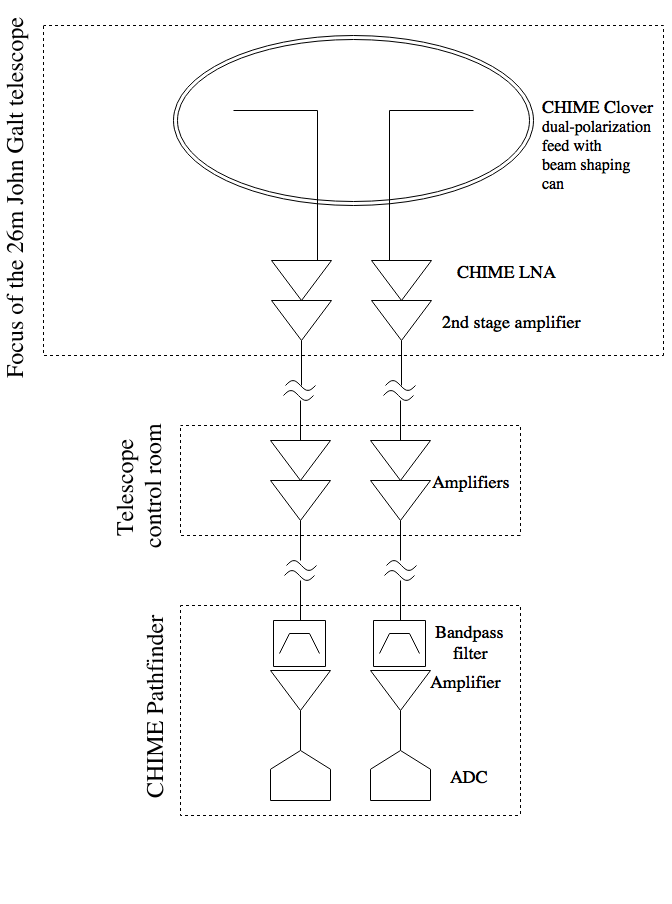 Focus of the 26m John Galt telescope
CHIME Clover
dual-polarization
feed with
beam shaping
can
CHIME LNA
2nd stage amplifier
Telescope
control room
Amplifiers
CHIME Pathfinder
Bandpass
filter
Amplifier
ADC